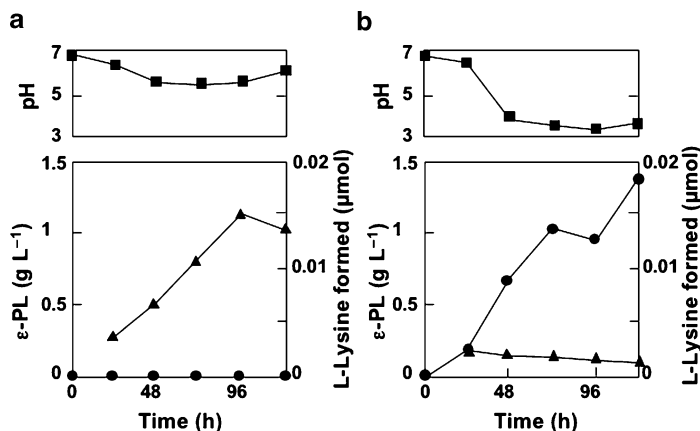 a
7
5
3
pH
1.5
1
0.5
0
ε-PL (g L⁻¹)
0.02
0.01
0
L-Lysine formed (µmol)
0 48 96
Time (h)
b
7
5
3
pH
1.5
1
0.5
0
ε-PL (g L⁻¹)
0.02
0.01
0
L-Lysine formed (µmol)
0 48 96
Time (h)